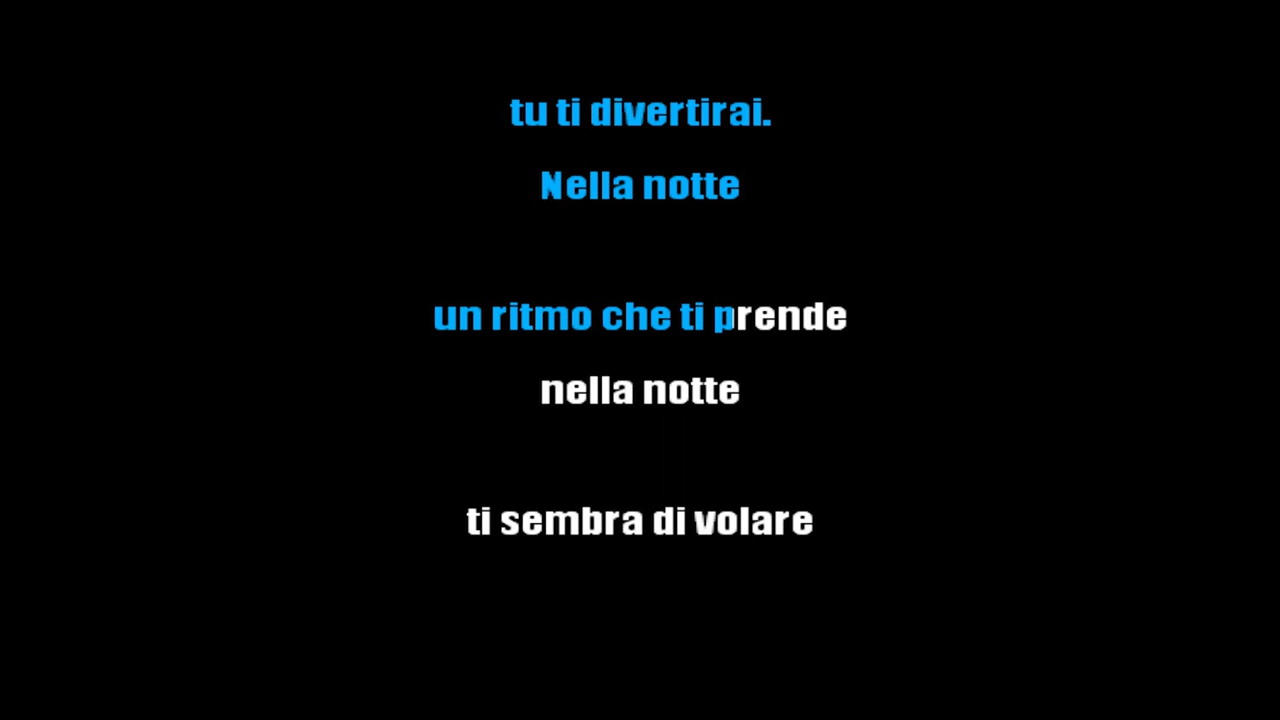 tu ti divertirai.
Nella notte
un ritmo che ti prende
nella notte
ti sembra di volare